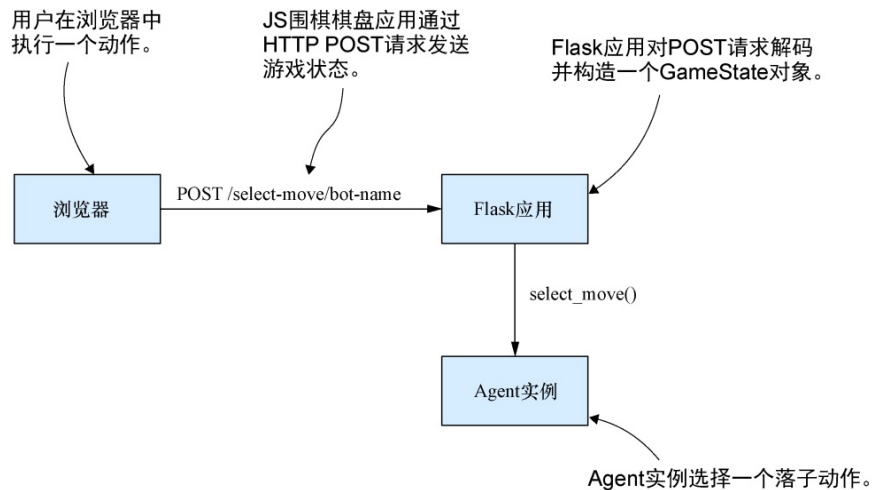 用户在浏览器中
执行一个动作。
JS围棋棋盘应用通过
HTTP POST请求发送
游戏状态。
Flask应用对POST请求解码
并构造一个GameState对象。
浏览器
POST /select-move/bot-name
Flask应用
select_move()
Agent实例
Agent实例选择一个落子动作。